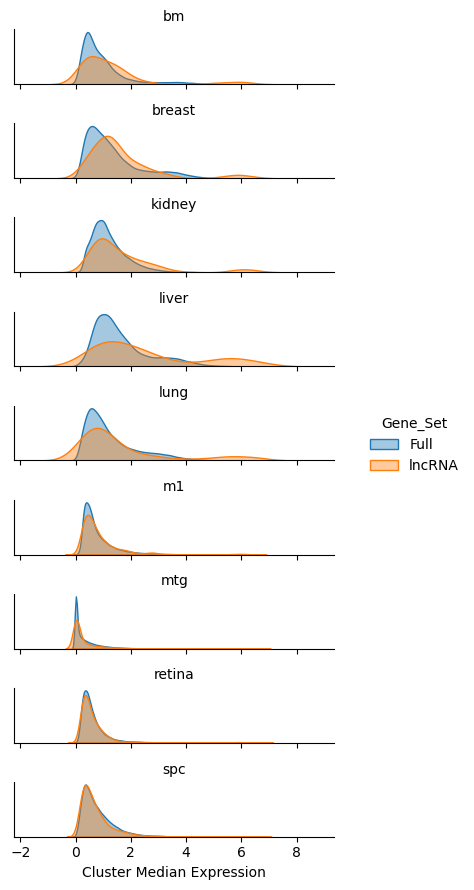 bm
breast
kidney
liver
lung
Gene_Set
Full
lncRNA
m1
mtg
retina
spc
−2 0 2 4 6 8
Cluster Median Expression